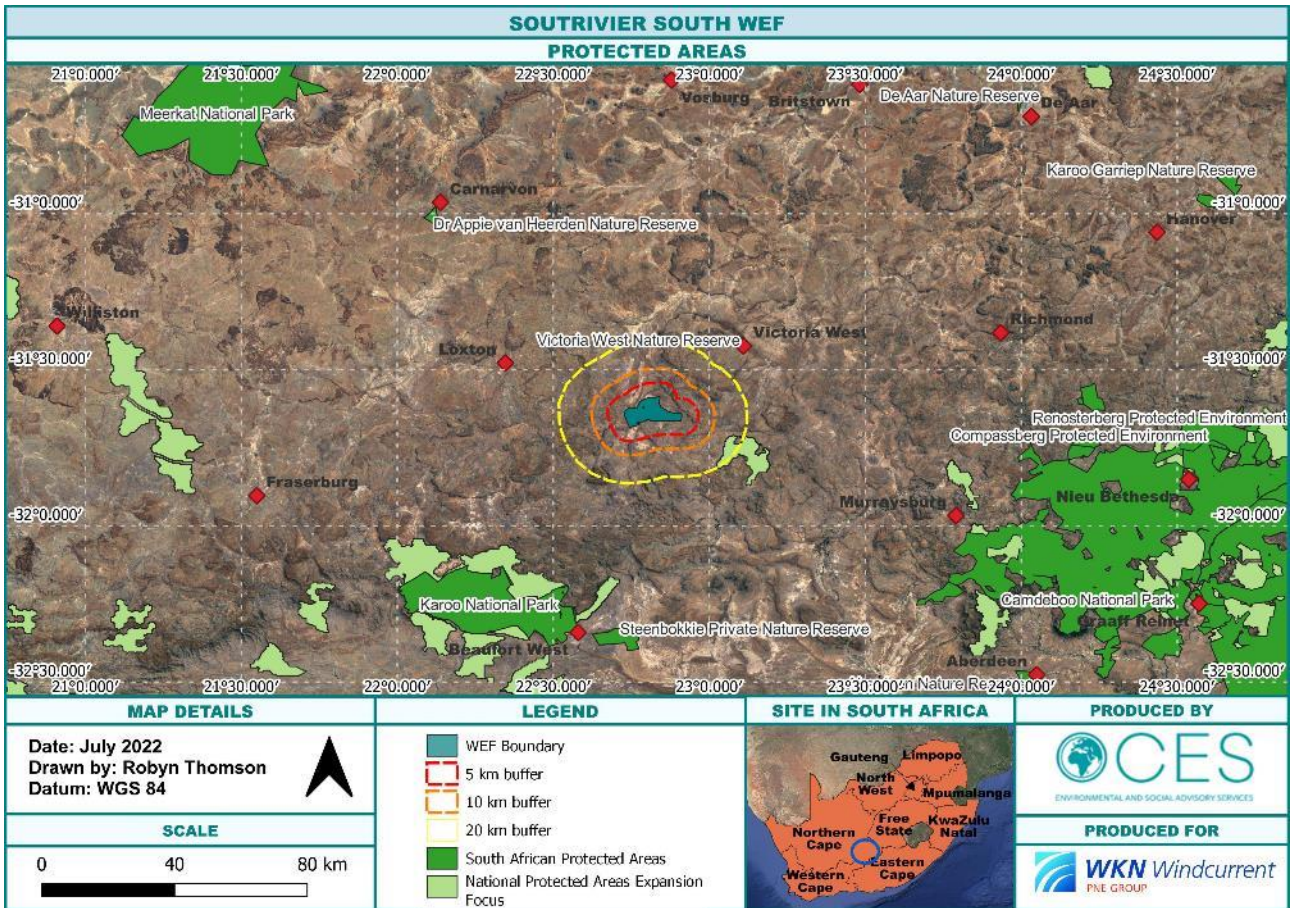 SOUTRIVIER SOUTH WEF
PROTECTED AREAS
21°0.000′ 21°30.000′ 22°0.000′ 22°30.000′ 23°0.000′ 23°30.000′ 24°0.000′ 24°30.000′
Vorburg
Britstown
De Aar Nature Reserve
De Aar
Meerkat National Park
Karoo Garriep Nature Reserve
Carnarvon
-31°0.000′ -31°0.000′
Dr Appie van Heerden Nature Reserve
Hanover
Williston
Richmond
Victoria West
Victoria West Nature Reserve
Loxton
-31°30.000′ -31°30.000′
Renosterberg Protected Environment
Compassberg Protected Environment
Fraserburg
Murraysburg
Nieu Bethesda
-32°0.000′ -32°0.000′
Karoo National Park
Camdeboo National Park
Graaff Reinet
Steenbokkie Private Nature Reserve
Beaufort West
Aberdeen
-32°30.000′ -32°30.000′
21°0.000′ 21°30.000′ 22°0.000′ 22°30.000′ 23°0.000′ 23°30.000′ n Nature Re 24°0.000′ 24°30.000′
MAP DETAILS
Date: July 2022
Drawn by: Robyn Thomson
Datum: WGS 84
SCALE
0 40 80 km
LEGEND
WEF Boundary
5 km buffer
10 km buffer
20 km buffer
South African Protected Areas
National Protected Areas Expansion
Focus
SITE IN SOUTH AFRICA
Limpopo
Gauteng
North
West
Mpumalanga
Free
State
KwaZulu
Natal
Northern
Cape
Eastern
Cape
Western
Cape
PRODUCED BY
CES
ENVIRONMENTAL AND SOCIAL ADVISORY SERVICES
PRODUCED FOR
WKN Windcurrent
PNE GROUP